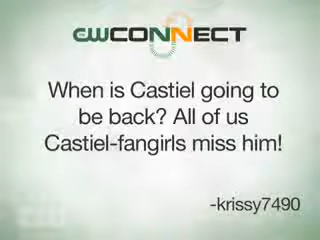 CWCONNECT
When is Castiel going to
be back? All of us
Castiel-fangirls miss him!
-krissy7490